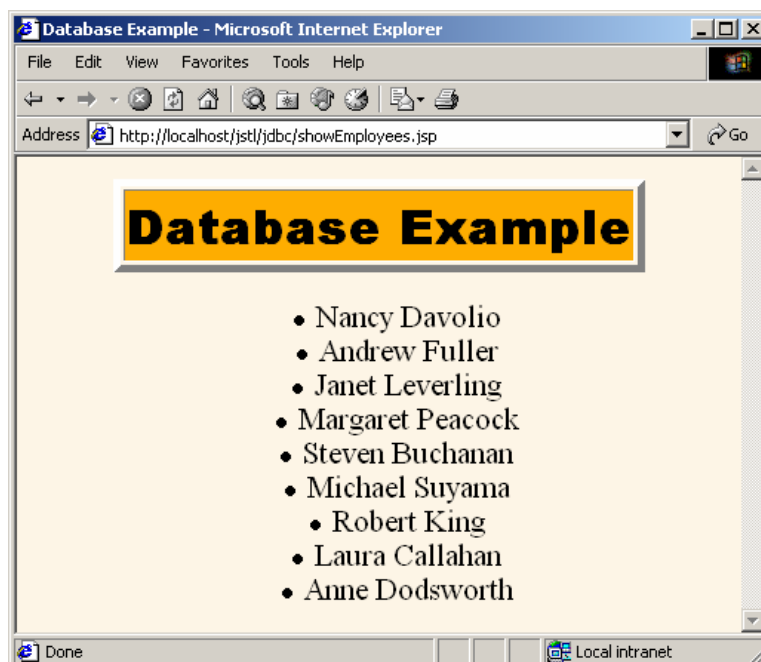 Database Example - Microsoft Internet Explorer
File Edit View Favorites Tools Help
Address http://localhost/jstl/jdbc/showEmployees.jsp Go
Database Example
• Nancy Davolio
• Andrew Fuller
• Janet Leverling
• Margaret Peacock
• Steven Buchanan
• Michael Suyama
• Robert King
• Laura Callahan
• Anne Dodsworth
Done Local intranet